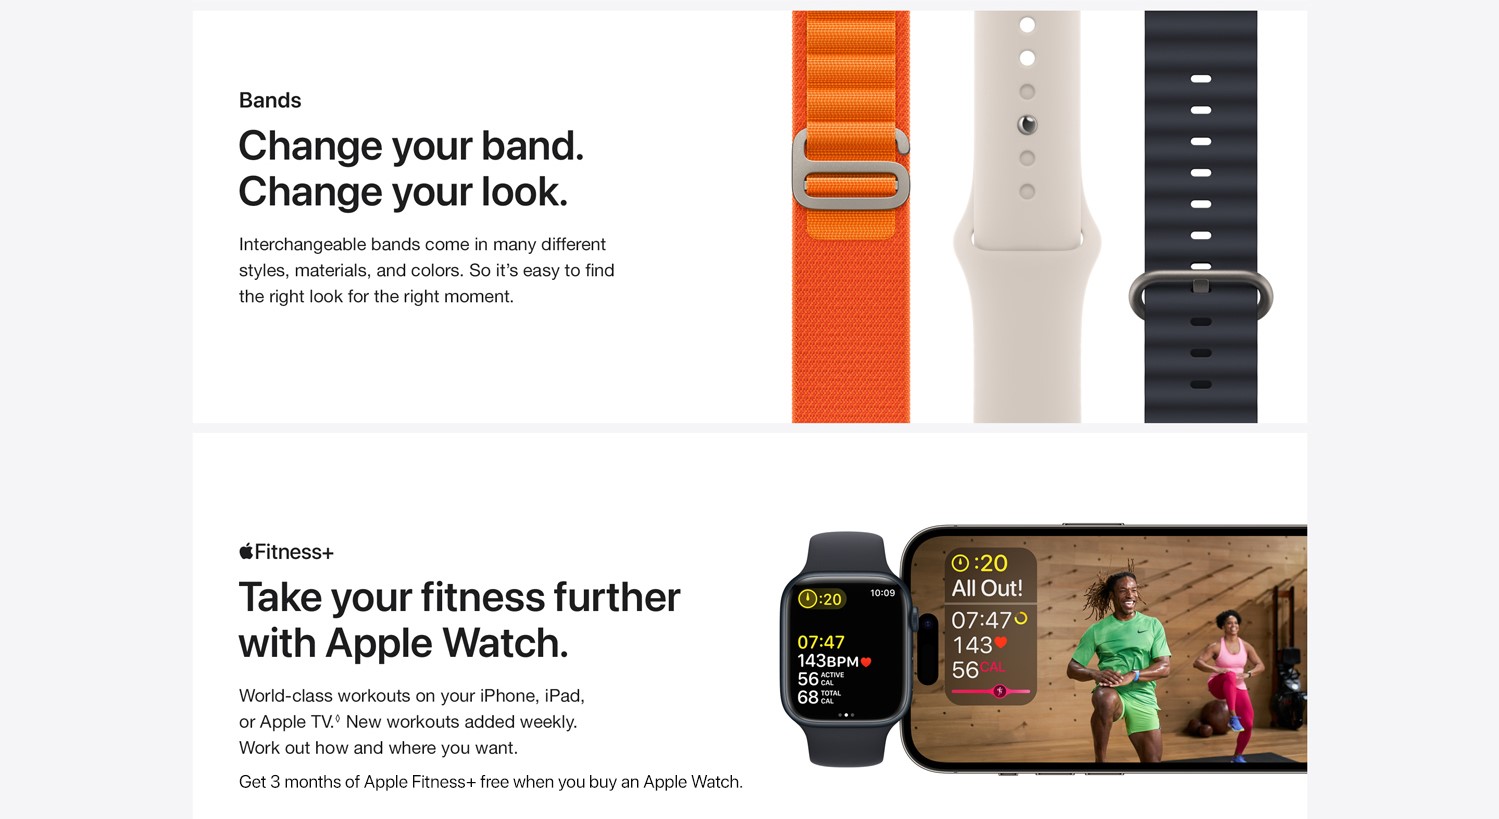 Bands
Change your band.
Change your look.
Interchangeable bands come in many different
styles, materials, and colors. So it’s easy to find
the right look for the right moment.
Fitness+
Take your fitness further
with Apple Watch.
World-class workouts on your iPhone, iPad,
or Apple TV.◊ New workouts added weekly.
Work out how and where you want.
Get 3 months of Apple Fitness+ free when you buy an Apple Watch.
:20 10:09
07:47
143BPM
56 ACTIVE CAL
68 TOTAL CAL
:20
All Out!
07:47
143
56CAL